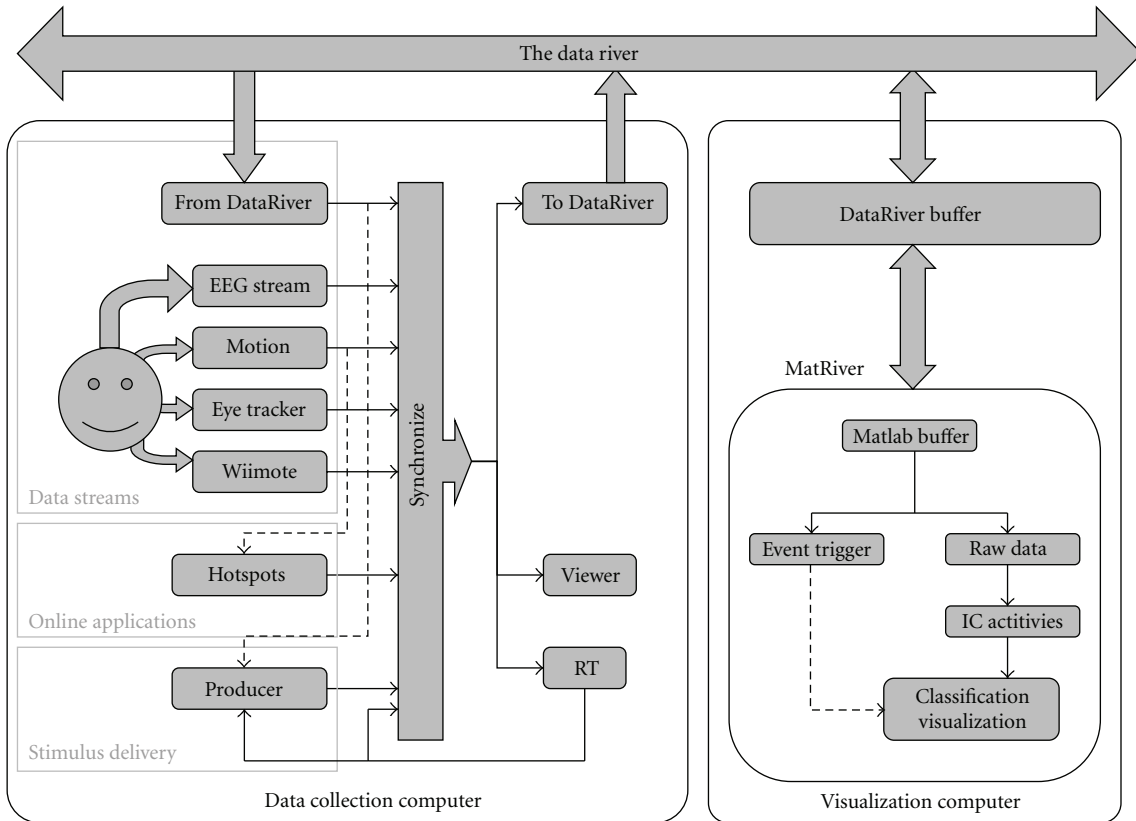 The data river
From DataRiver
To DataRiver
EEG stream
Motion
Eye tracker
Wiimote
Data streams
Synchronize
Hotspots
Online applications
Viewer
RT
Producer
Stimulus delivery
Data collection computer
DataRiver buffer
MatRiver
Matlab buffer
Event trigger
Raw data
IC actitivies
Classification
visualization
Visualization computer